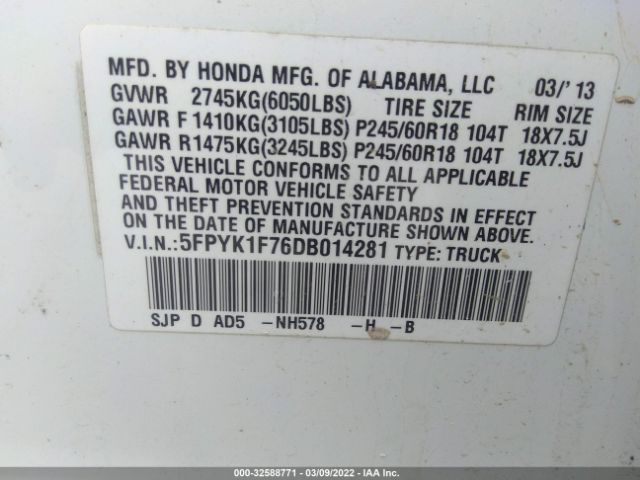 MFD. BY HONDA MFG. OF ALABAMA, LLC 03/'13
GVWR 2745KG(6050LBS) TIRE SIZE RIM SIZE
GAWR F 1410KG(3105LBS) P245/60R18 104T 18X7.5J
GAWR R1475KG(3245LBS) P245/60R18 104T 18X7.5J
THIS VEHICLE CONFORMS TO ALL APPLICABLE
FEDERAL MOTOR VEHICLE SAFETY
AND THEFT PREVENTION STANDARDS IN EFFECT
ON THE DATE OF MANUFACTURE SHOWN ABOVE.
V.I.N.:5FPYK1F76DB014281 TYPE: TRUCK
SJP D AD5 -NH578 -H -B
000-32588771 - 03/09/2022 - IAA Inc.